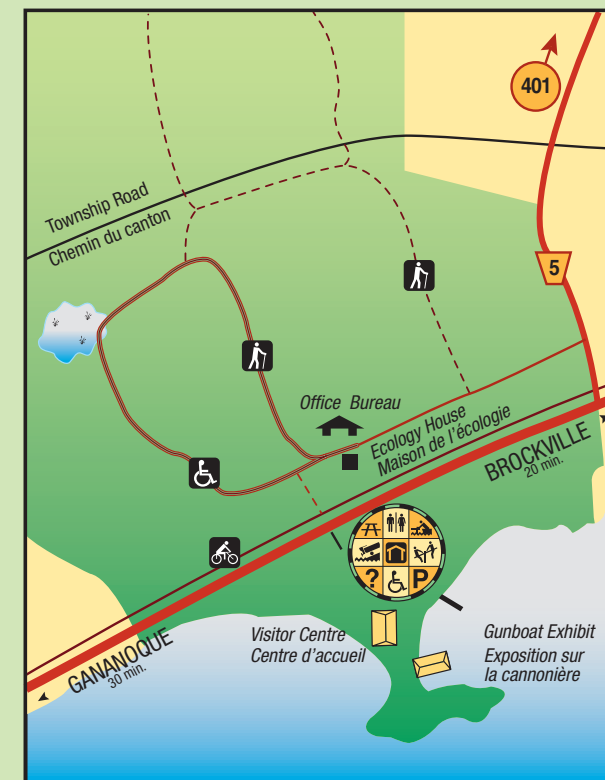 401
Township Road
Chemin du canton
5
Office Bureau
Ecology House
Maison de l'écologie
BROCKVILLE
20 min.
? P
Visitor Centre
Centre d'accueil
Gunboat Exhibit
Exposition sur
la cannonière
GANANOQUE
30 min.